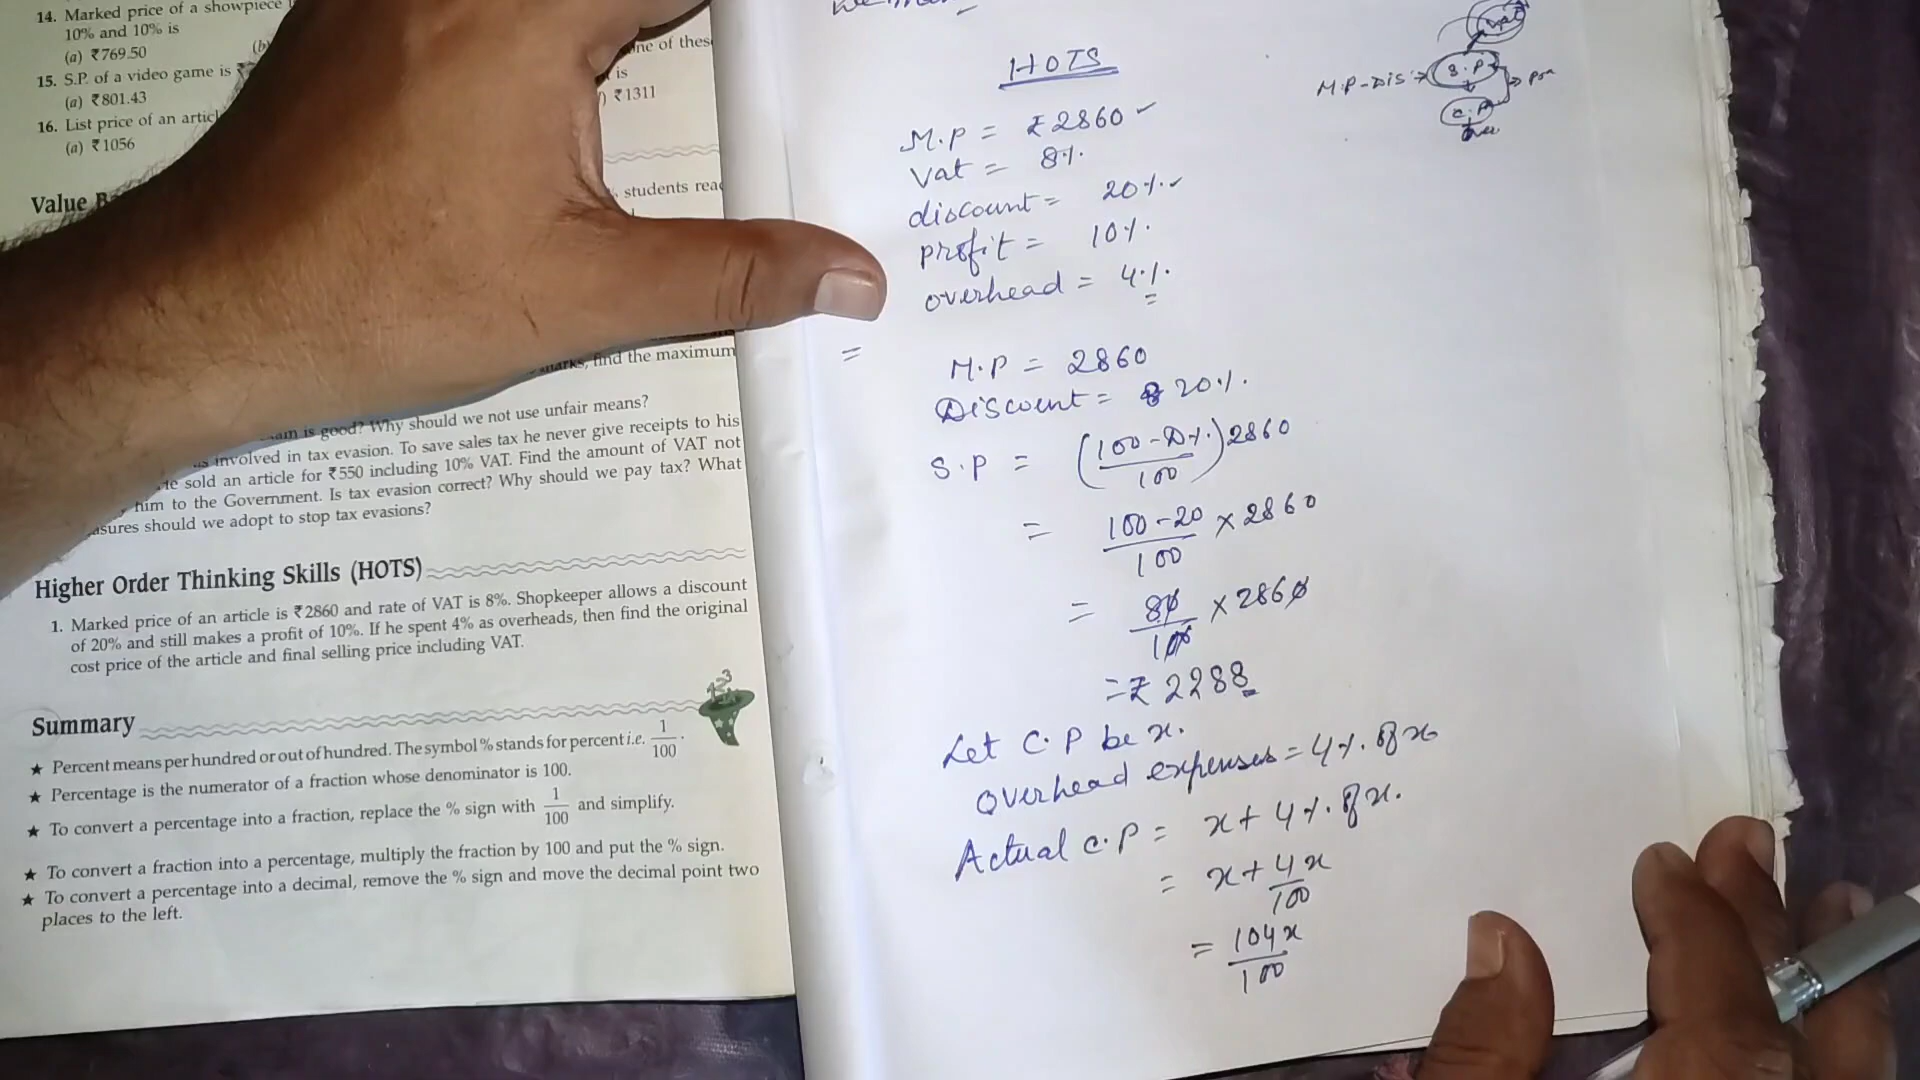 14. Marked price of a showpiece
10% and 10% is
(a) ₹769.50
(b)
one of these
15. S.P. of a video game is ₹
is
(a) ₹801.43
₹1311
16. List price of an article
(a) ₹1056
Value
students read
marks, find the maximum
exam is good? Why should we not use unfair means?
involved in tax evasion. To save sales tax he never give receipts to his
He sold an article for ₹550 including 10% VAT. Find the amount of VAT not
him to the Government. Is tax evasion correct? Why should we pay tax? What
measures should we adopt to stop tax evasions?
Higher Order Thinking Skills (HOTS)
1. Marked price of an article is ₹2860 and rate of VAT is 8%. Shopkeeper allows a discount
of 20% and still makes a profit of 10%. If he spent 4% as overheads, then find the original
cost price of the article and final selling price including VAT.
Summary
★ Percent means per hundred or out of hundred. The symbol % stands for percent i.e. 1/100.
★ Percentage is the numerator of a fraction whose denominator is 100.
★ To convert a percentage into a fraction, replace the % sign with 1/100 and simplify.
★ To convert a fraction into a percentage, multiply the fraction by 100 and put the % sign.
★ To convert a percentage into a decimal, remove the % sign and move the decimal point two
places to the left.
HOTS
M.P = ₹2860
Vat = 8%
discount = 20%
profit = 10%
overhead = 4%
M.P-Dis → S.P
C.P
= M.P = 2860
Discount = 20%
S.P = (100-D%/100) 2860
= 100-20/100 × 2860
= 80/100 × 2860
= ₹ 2288
Let C.P be x.
Overhead expenses = 4% of x
Actual C.P = x + 4% of x.
= x + 4x/100
= 104x/100